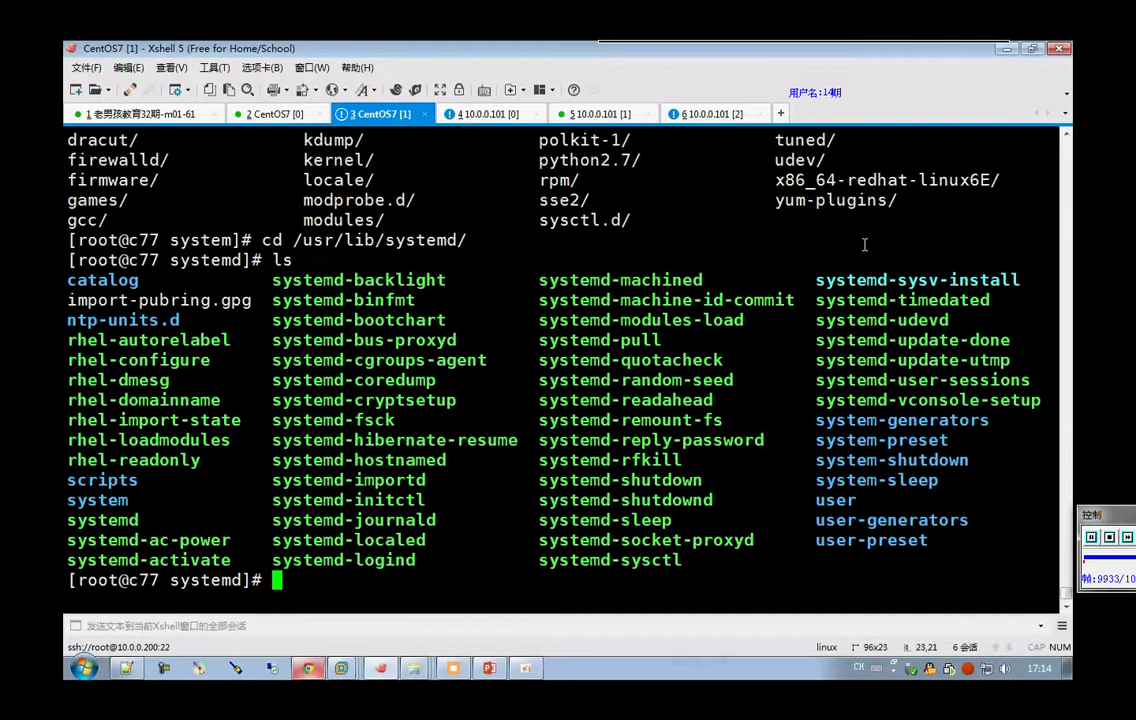 CentOS7 [1] - Xshell 5 (Free for Home/School)
文件(F) 编辑(E) 查看(V) 工具(T) 选项卡(B) 窗口(W) 帮助(H)
用户名:14期
1 老男孩教育32期-m01-61 2 CentOS7 [0] 3 CentOS7 [1] 4 10.0.0.101 [0] 5 10.0.0.101 [1] 6 10.0.0.101 [2]
dracut/ kdump/ polkit-1/ tuned/
firewalld/ kernel/ python2.7/ udev/
firmware/ locale/ rpm/ x86_64-redhat-linux6E/
games/ modprobe.d/ sse2/ yum-plugins/
gcc/ modules/ sysctl.d/
[root@c77 system]# cd /usr/lib/systemd/
[root@c77 systemd]# ls
catalog systemd-backlight systemd-machined systemd-sysv-install
import-pubring.gpg systemd-binfmt systemd-machine-id-commit systemd-timedated
ntp-units.d systemd-bootchart systemd-modules-load systemd-udevd
rhel-autorelabel systemd-bus-proxyd systemd-pull systemd-update-done
rhel-configure systemd-cgroups-agent systemd-quotacheck systemd-update-utmp
rhel-dmesg systemd-coredump systemd-random-seed systemd-user-sessions
rhel-domainname systemd-cryptsetup systemd-readahead systemd-vconsole-setup
rhel-import-state systemd-fsck systemd-remount-fs system-generators
rhel-loadmodules systemd-hibernate-resume systemd-reply-password system-preset
rhel-readonly systemd-hostnamed systemd-rfkill system-shutdown
scripts systemd-importd systemd-shutdown system-sleep
system systemd-initctl systemd-shutdownd user
systemd systemd-journald systemd-sleep user-generators
systemd-ac-power systemd-localed systemd-socket-proxyd user-preset
systemd-activate systemd-logind systemd-sysctl
[root@c77 systemd]#
控制
帧:9933/10
发送文本到当前Xshell窗口的全部会话
ssh://root@10.0.0.200:22 linux 96x23 23,21 6 会话 CAP NUM
CH 17:14